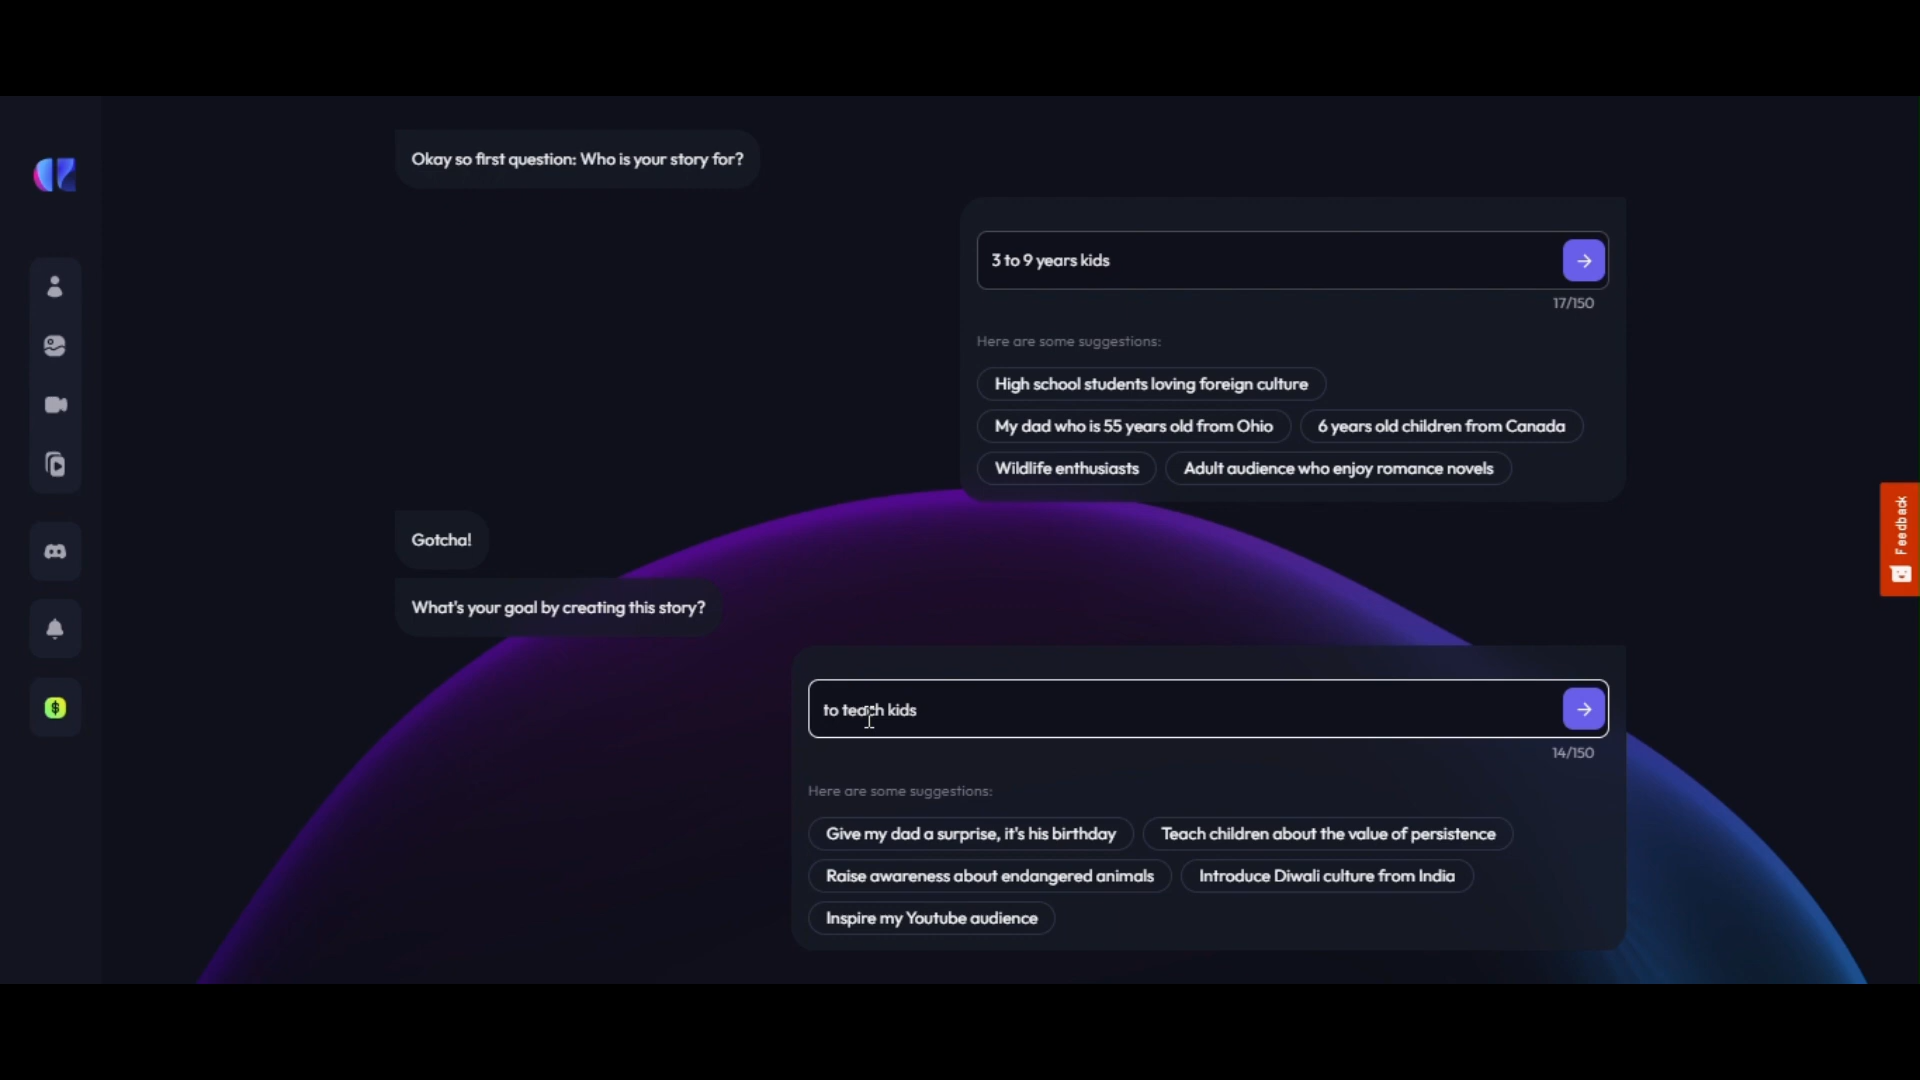 Okay so first question: Who is your story for?
3 to 9 years kids
17/150
Here are some suggestions:
High school students loving foreign culture
My dad who is 55 years old from Ohio
6 years old children from Canada
Wildlife enthusiasts
Adult audience who enjoy romance novels
Gotcha!
What's your goal by creating this story?
to teach kids
14/150
Here are some suggestions:
Give my dad a surprise, it's his birthday
Teach children about the value of persistence
Raise awareness about endangered animals
Introduce Diwali culture from India
Inspire my Youtube audience
Feedback
$